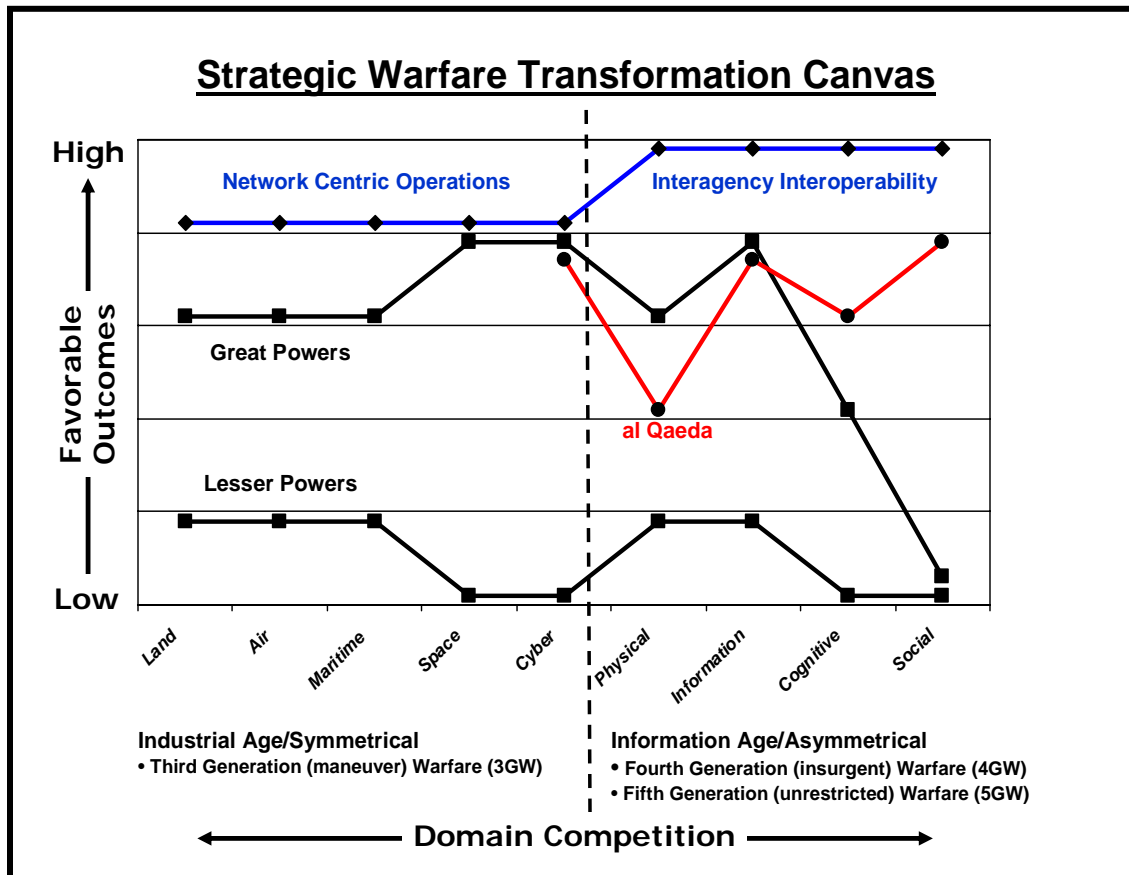 Strategic Warfare Transformation Canvas
High
Network Centric Operations
Interagency Interoperability
Favorable
Outcomes
Great Powers
al Qaeda
Lesser Powers
Low
Land
Air
Maritime
Space
Cyber
Physical
Information
Cognitive
Social
Industrial Age/Symmetrical
• Third Generation (maneuver) Warfare (3GW)
Information Age/Asymmetrical
• Fourth Generation (insurgent) Warfare (4GW)
• Fifth Generation (unrestricted) Warfare (5GW)
Domain Competition